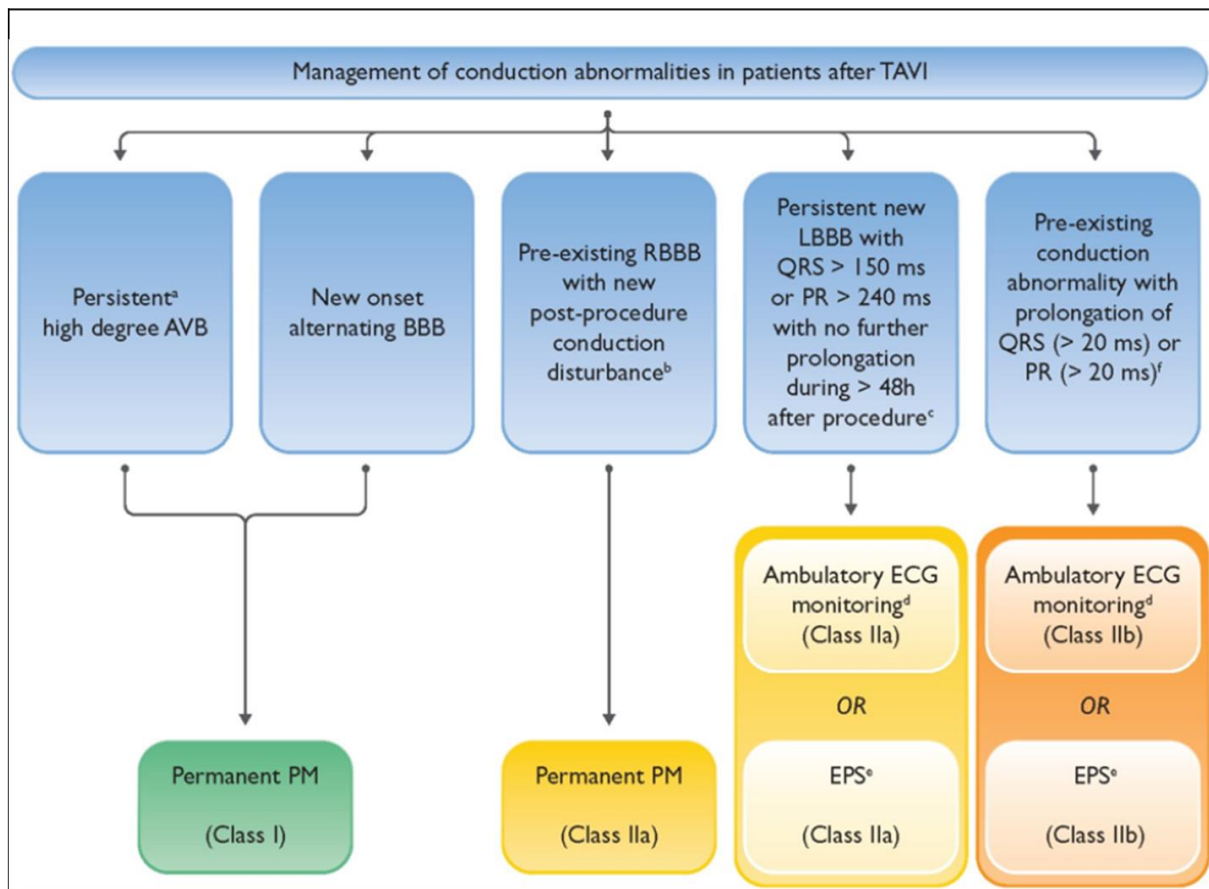 Management of conduction abnormalities in patients after TAVI
Persistentᵃ
high degree AVB
New onset
alternating BBB
Pre-existing RBBB
with new
post-procedure
conduction
disturbanceᵇ
Persistent new
LBBB with
QRS > 150 ms
or PR > 240 ms
with no further
prolongation
during > 48h
after procedureᶜ
Pre-existing
conduction
abnormality with
prolongation of
QRS (> 20 ms) or
PR (> 20 ms)ᶠ
Permanent PM
(Class I)
Permanent PM
(Class IIa)
Ambulatory ECG
monitoringᵈ
(Class IIa)
OR
EPSᵉ
(Class IIa)
Ambulatory ECG
monitoringᵈ
(Class IIb)
OR
EPSᵉ
(Class IIb)